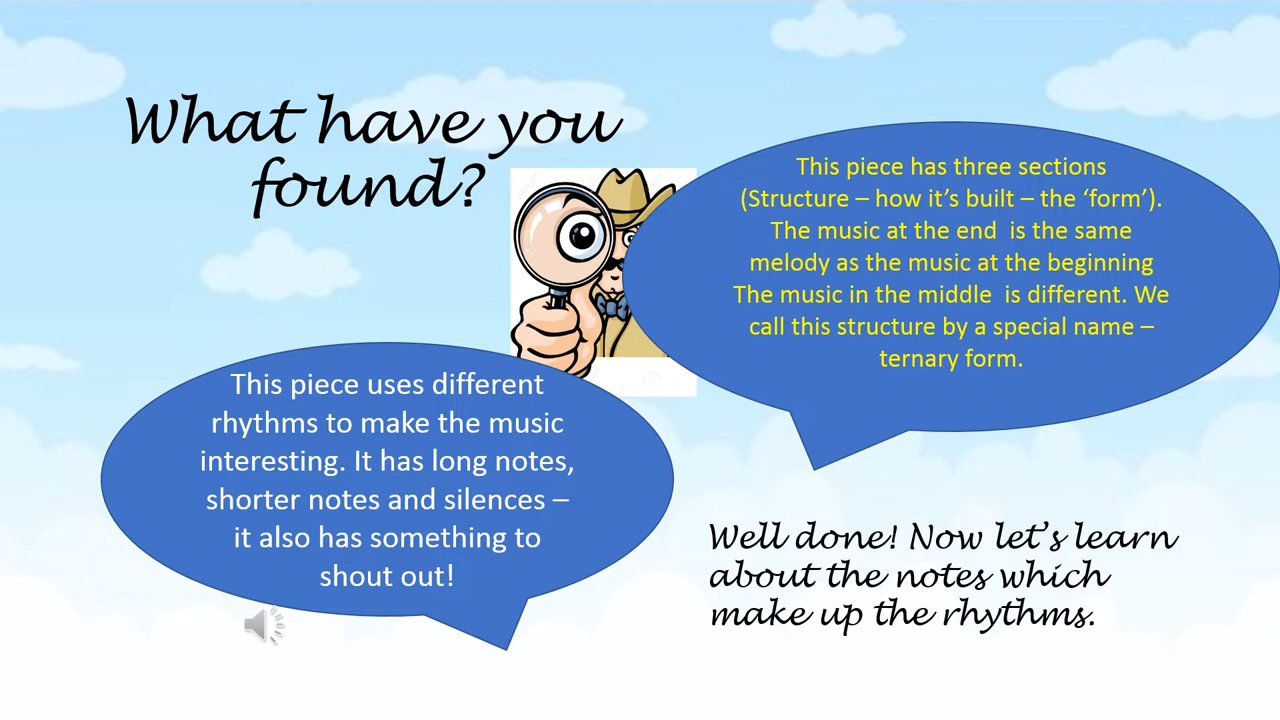 What have you
found?
This piece has three sections
(Structure – how it’s built – the ‘form’).
The music at the end  is the same
melody as the music at the beginning
The music in the middle  is different. We
call this structure by a special name –
ternary form.
This piece uses different
rhythms to make the music
interesting. It has long notes,
shorter notes and silences –
it also has something to
shout out!
Well done! Now let’s learn
about the notes which
make up the rhythms.